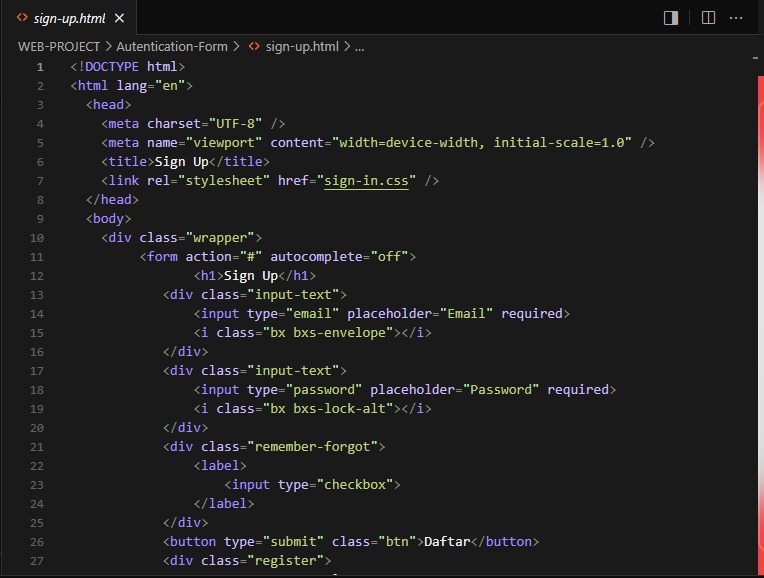 <> sign-up.html ×
WEB-PROJECT > Autentication-Form > <> sign-up.html > ...
1 <!DOCTYPE html>
2 <html lang="en">
3 <head>
4 <meta charset="UTF-8" />
5 <meta name="viewport" content="width=device-width, initial-scale=1.0" />
6 <title>Sign Up</title>
7 <link rel="stylesheet" href="sign-in.css" />
8 </head>
9 <body>
10 <div class="wrapper">
11 <form action="#" autocomplete="off">
12 <h1>Sign Up</h1>
13 <div class="input-text">
14 <input type="email" placeholder="Email" required>
15 <i class="bx bxs-envelope"></i>
16 </div>
17 <div class="input-text">
18 <input type="password" placeholder="Password" required>
19 <i class="bx bxs-lock-alt"></i>
20 </div>
21 <div class="remember-forgot">
22 <label>
23 <input type="checkbox">
24 </label>
25 </div>
26 <button type="submit" class="btn">Daftar</button>
27 <div class="register">